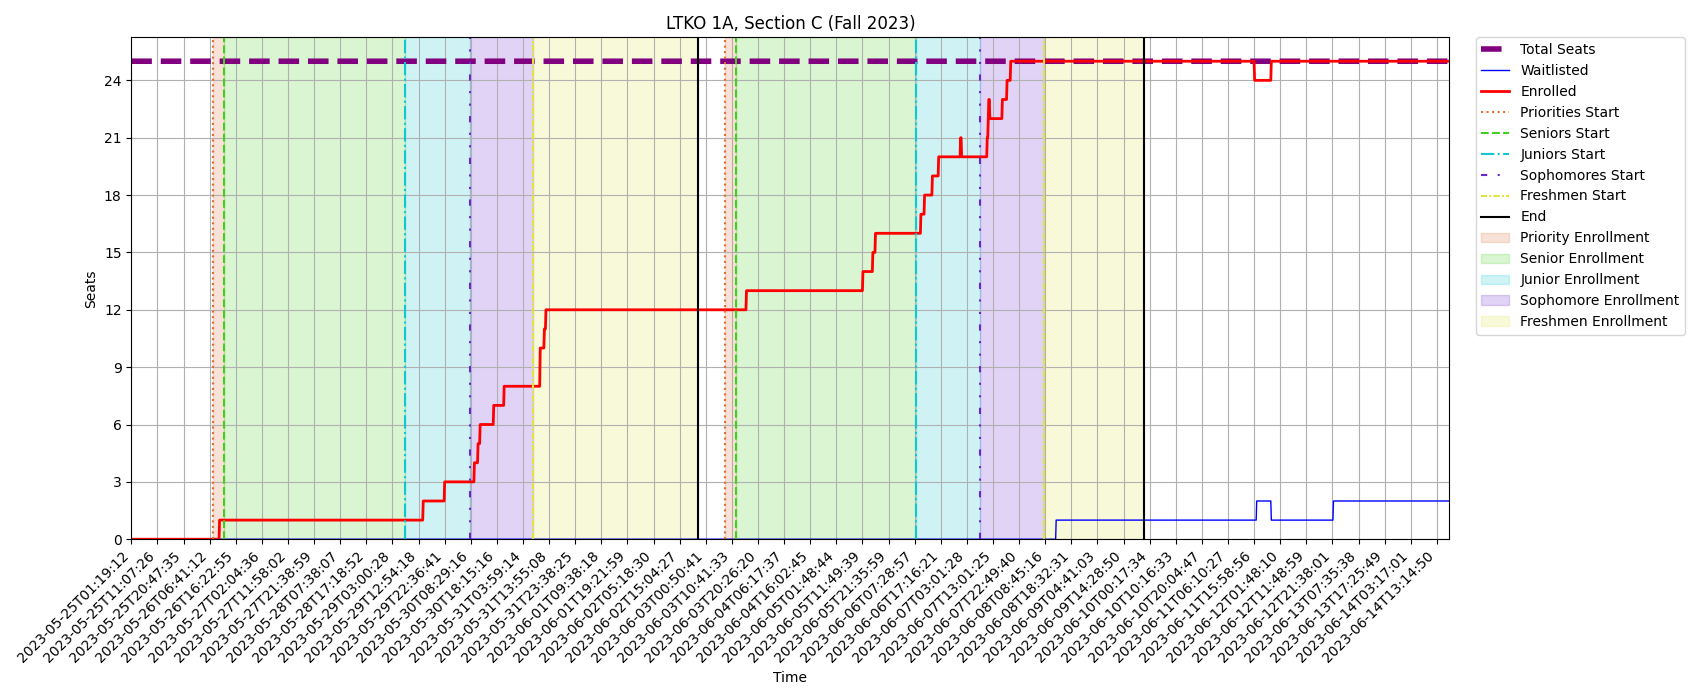 LTKO 1A, Section C (Fall 2023)
Total Seats
Waitlisted
Enrolled
Priorities Start
Seniors Start
Juniors Start
Sophomores Start
Freshmen Start
End
Priority Enrollment
Senior Enrollment
Junior Enrollment
Sophomore Enrollment
Freshmen Enrollment
Seats
24
21
18
15
12
9
6
3
0
2023-05-25T01:19:12
2023-05-25T11:07:26
2023-05-25T20:47:35
2023-05-26T06:41:12
2023-05-26T16:22:55
2023-05-27T02:04:36
2023-05-27T11:58:02
2023-05-27T21:38:59
2023-05-28T07:38:07
2023-05-28T17:18:52
2023-05-29T03:00:28
2023-05-29T12:54:18
2023-05-29T22:36:41
2023-05-30T08:29:16
2023-05-30T18:15:16
2023-05-31T03:59:14
2023-05-31T13:55:08
2023-05-31T23:38:25
2023-06-01T09:38:18
2023-06-01T19:21:59
2023-06-02T05:18:30
2023-06-02T15:04:27
2023-06-03T00:50:41
2023-06-03T10:41:33
2023-06-03T20:26:20
2023-06-04T06:17:37
2023-06-04T16:02:45
2023-06-05T01:48:44
2023-06-05T11:49:39
2023-06-05T21:35:59
2023-06-06T07:28:57
2023-06-06T17:16:21
2023-06-07T03:01:28
2023-06-07T13:01:25
2023-06-07T22:49:40
2023-06-08T08:45:16
2023-06-08T18:32:31
2023-06-09T04:41:03
2023-06-09T14:28:50
2023-06-10T00:17:34
2023-06-10T10:16:33
2023-06-10T20:04:47
2023-06-11T06:10:27
2023-06-11T15:58:56
2023-06-12T01:48:10
2023-06-12T11:48:59
2023-06-12T21:38:01
2023-06-13T07:35:38
2023-06-13T17:25:49
2023-06-14T03:17:01
2023-06-14T13:14:50
Time